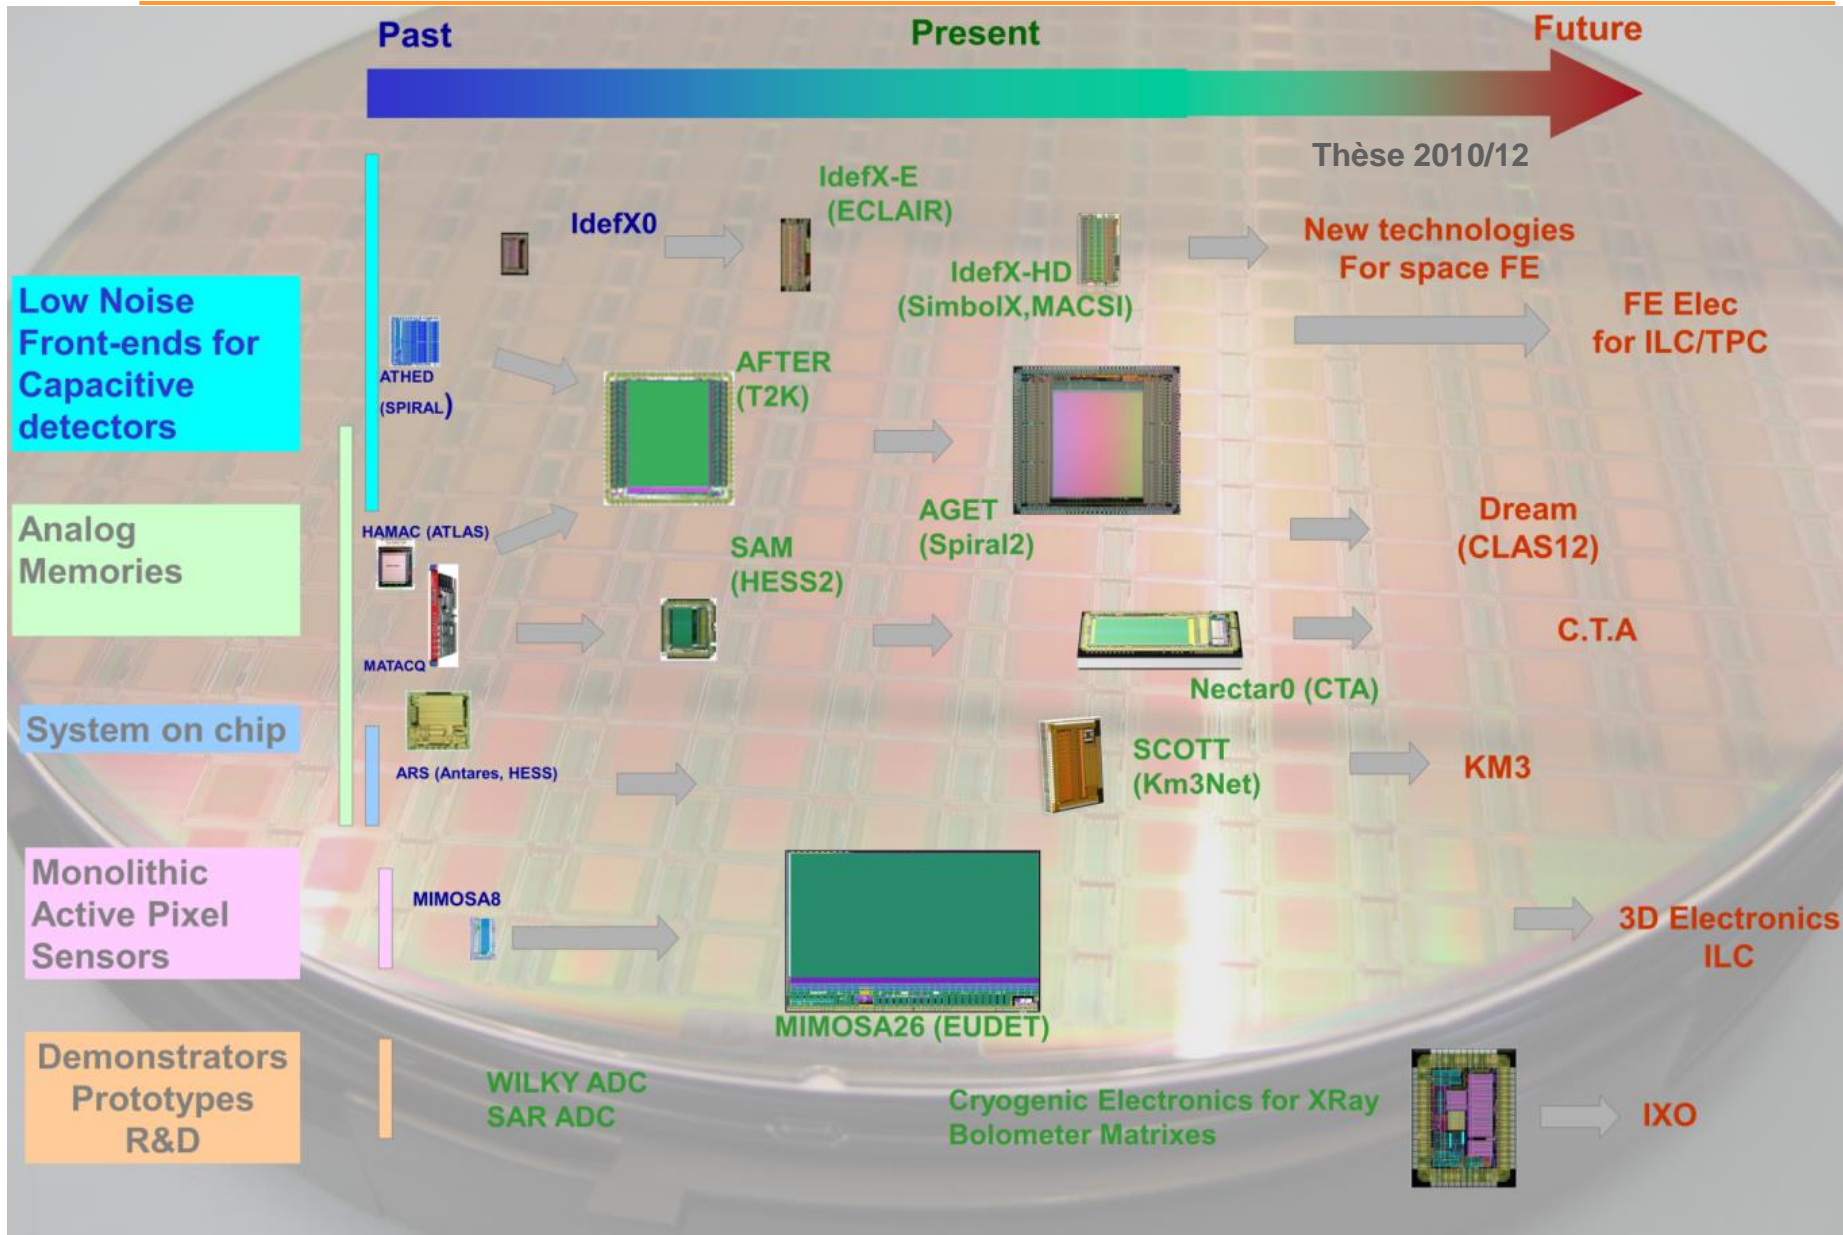 Past
Present
Future
Thèse 2010/12
IdefX-E
(ECLAIR)
IdefX0
IdefX-HD
(SimbolX,MACSI)
New technologies
For space FE
FE Elec
for ILC/TPC
Low Noise
Front-ends for
Capacitive
detectors
ATHED
(SPIRAL)
AFTER
(T2K)
Analog
Memories
HAMAC (ATLAS)
SAM
(HESS2)
AGET
(Spiral2)
Dream
(CLAS12)
MATACQ
Nectar0 (CTA)
C.T.A
System on chip
ARS (Antares, HESS)
SCOTT
(Km3Net)
KM3
Monolithic
Active Pixel
Sensors
MIMOSA8
MIMOSA26 (EUDET)
3D Electronics
ILC
Demonstrators
Prototypes
R&D
WILKY ADC
SAR ADC
Cryogenic Electronics for XRay
Bolometer Matrixes
IXO